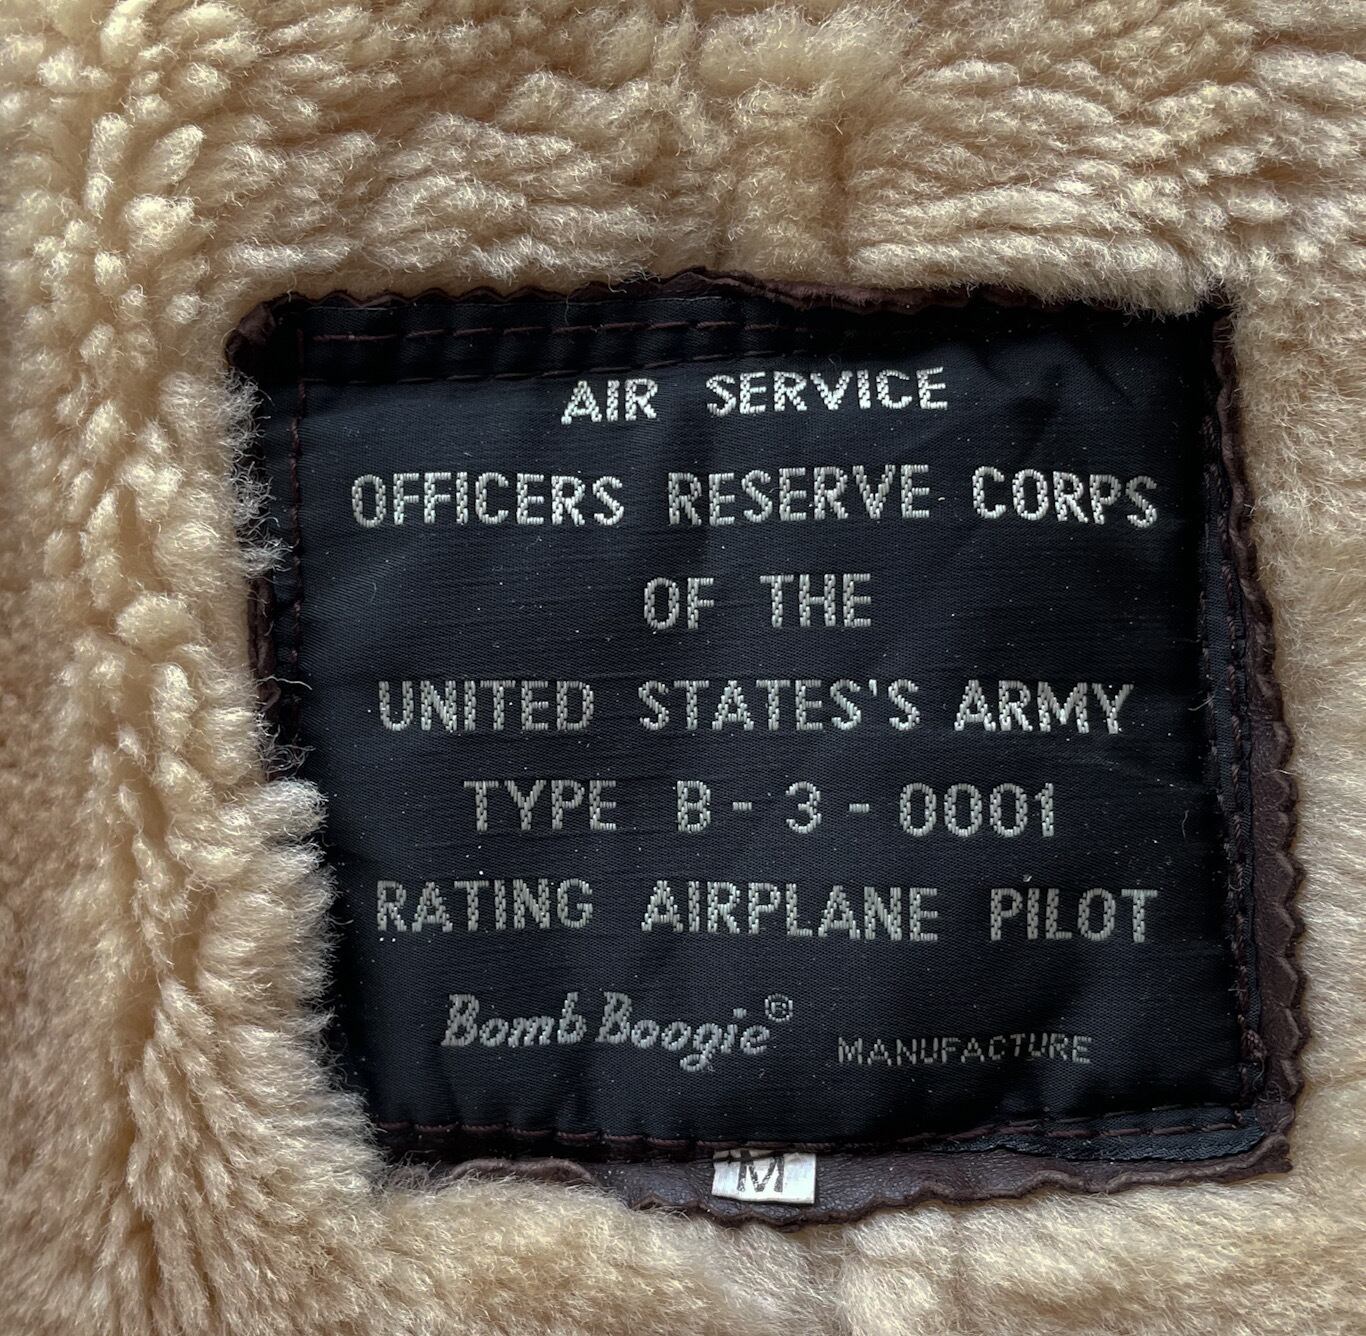 AIR SERVICE
OFFICERS RESERVE CORPS
OF THE
UNITED STATES'S ARMY
TYPE B-3-0001
RATING AIRPLANE PILOT
Bomb Boogie© MANUFACTURE
M